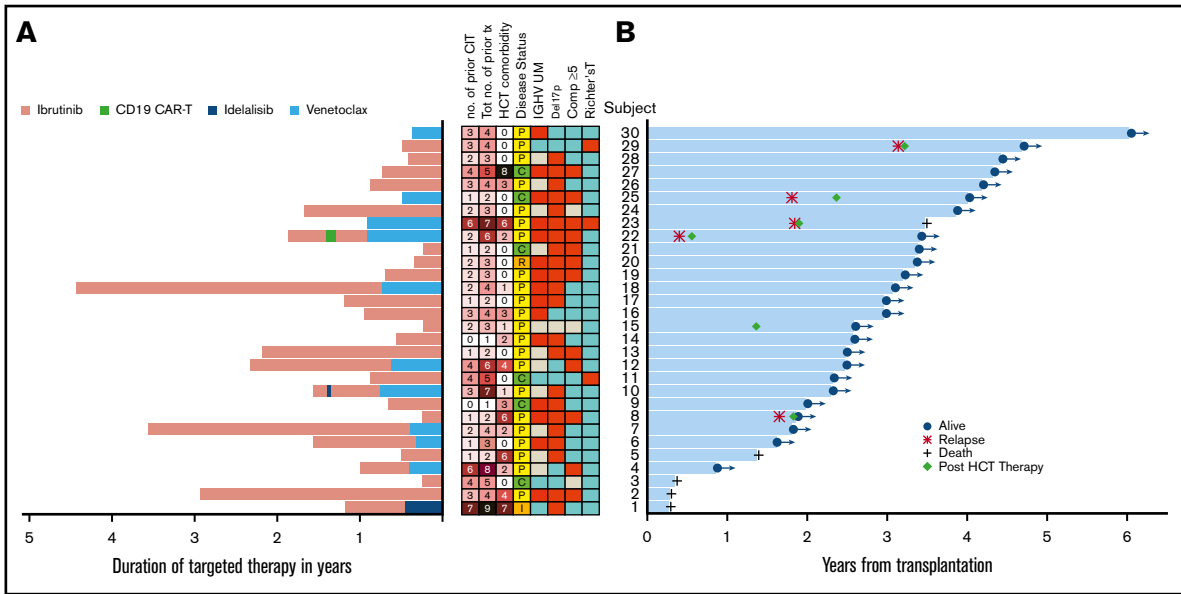 A
no. of prior CIT
Tot no. of prior tx
HCT comorbidity
Disease Status
IGHV UM
Del17p
Comp ≥5
Richter'sT
B
Ibrutinib CD19 CAR-T Idelalisib Venetoclax
Subject
3 4 0 P 30
3 4 0 P 29
2 3 0 P 28
4 5 8 C 27
3 4 3 P 26
1 2 0 C 25
2 3 0 P 24
6 7 6 P 23
2 6 2 P 22
1 2 0 C 21
2 3 0 R 20
2 3 0 P 19
2 4 1 P 18
1 2 0 P 17
3 4 3 P 16
2 3 1 P 15
0 1 2 P 14
1 2 0 P 13
4 6 4 P 12
4 5 0 C 11
3 7 1 P 10
0 1 3 C 9
1 2 6 P 8
2 4 2 P 7
1 3 0 P 6
1 2 6 P 5
6 8 2 P 4
4 5 0 C 3
3 4 4 P 2
7 9 7 I 1
Alive
Relapse
Death
Post HCT Therapy
5 4 3 2 1
Duration of targeted therapy in years
0 1 2 3 4 5 6
Years from transplantation